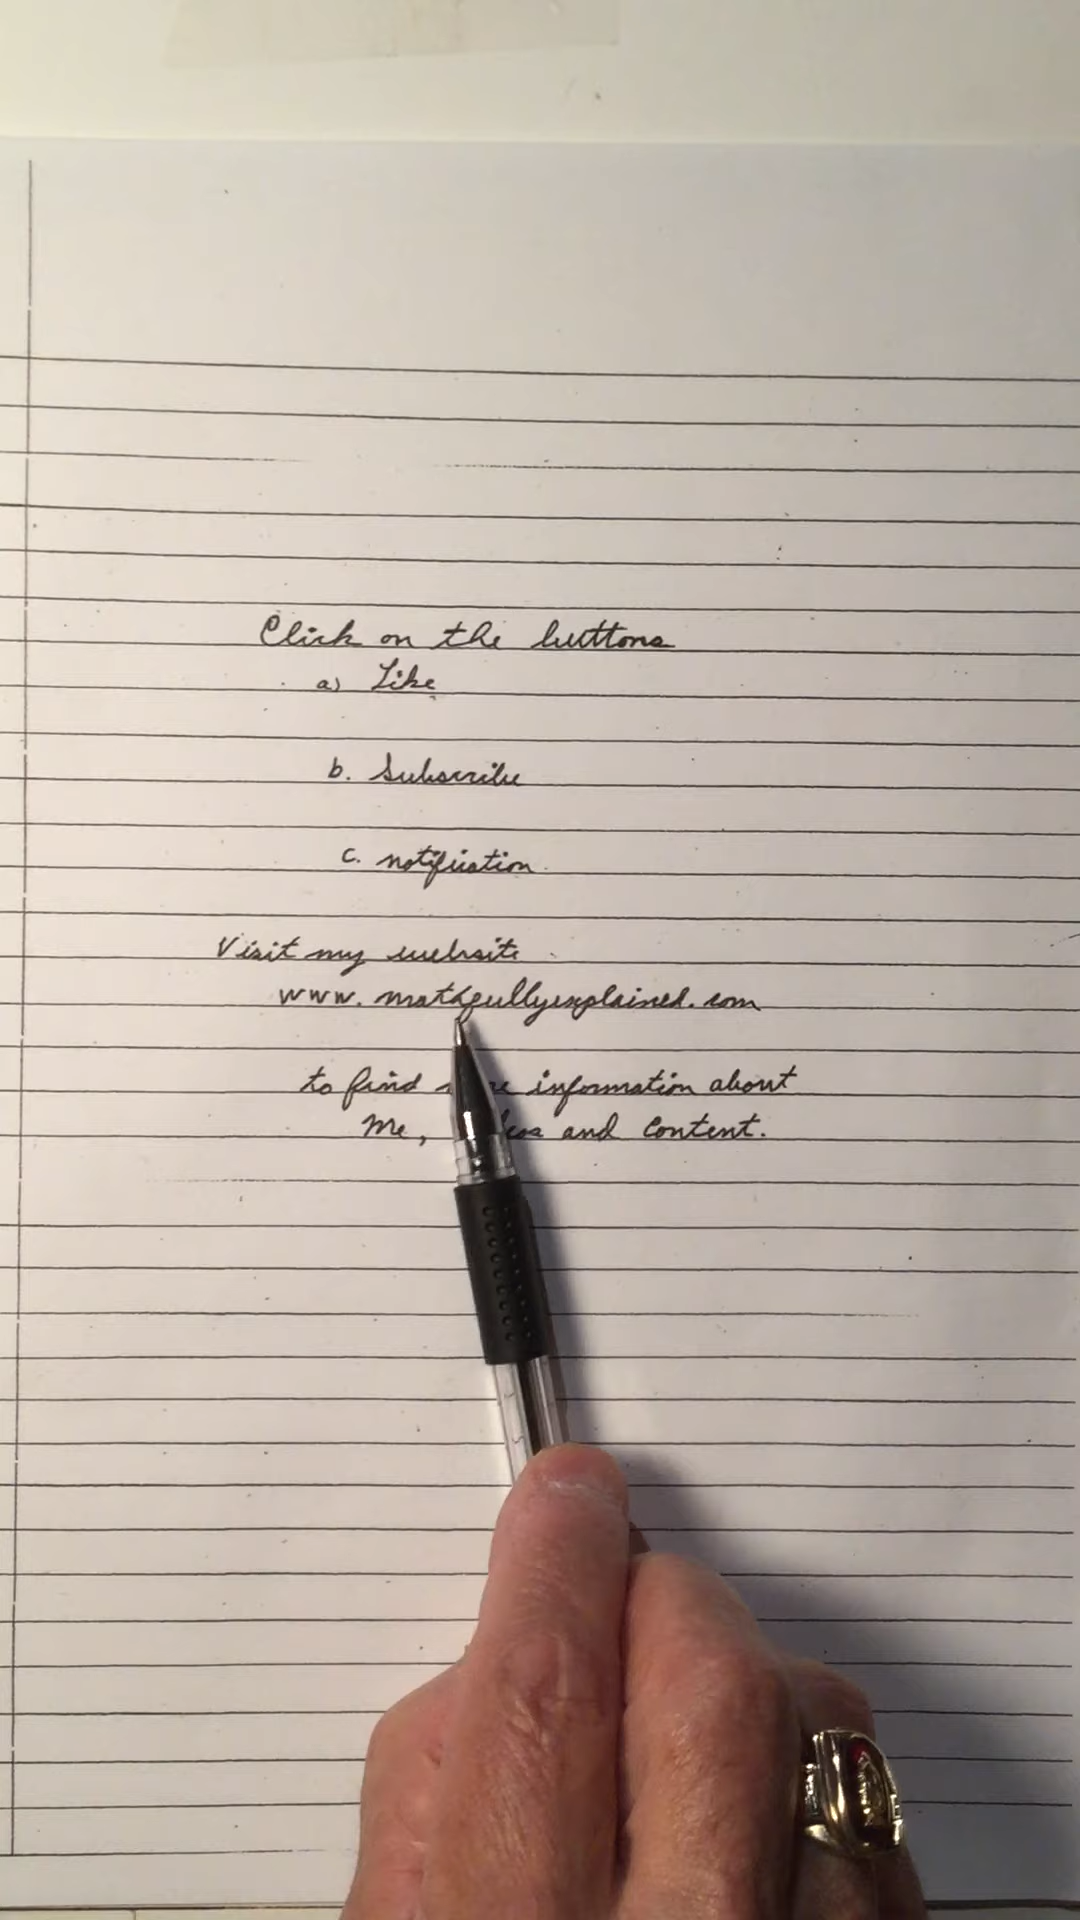 Click on the buttons
a) Like
b. Subscribe
c. notification.
Visit my website
www.mathfullyexplained.com
to find information about
Me, and Content.